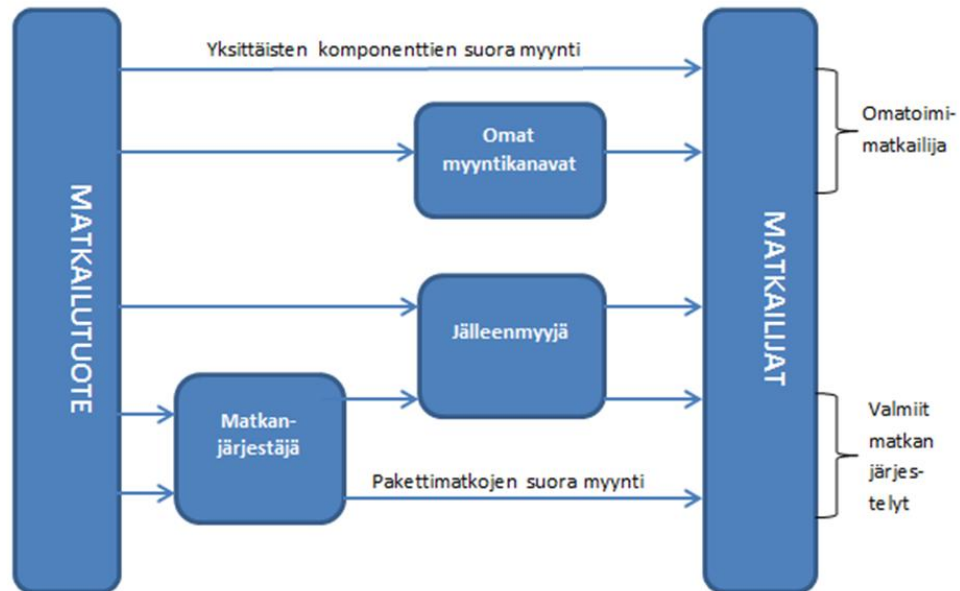 MATKAILUTUOTE
Yksittäisten komponenttien suora myynti
Omat
myyntikanavat
Jälleenmyyjä
Matkan-
järjestäjä
Pakettimatkojen suora myynti
MATKAILIJAT
Omatoimi-
matkailija
Valmiit
matkan
järjes-
telyt